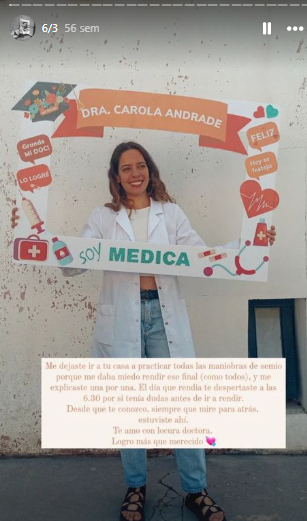 6/3 56 sem
DRA. CAROLA ANDRADE
Grande
Mi DOC!
LO LOGRÉ
FELIZ
Hoy se
festeja
SOY MEDICA
Me dejaste ir a tu casa a practicar todas las maniobras de semio
porque me daba miedo rendir ese final (como todos), y me
explicaste una por una. El día que rendía te despertaste a las
6.30 por si tenía dudas antes de ir a rendir.
Desde que te conozco, siempre que mire para atrás,
estuviste ahí.
Te amo con locura doctora.
Logro más que merecido 💘